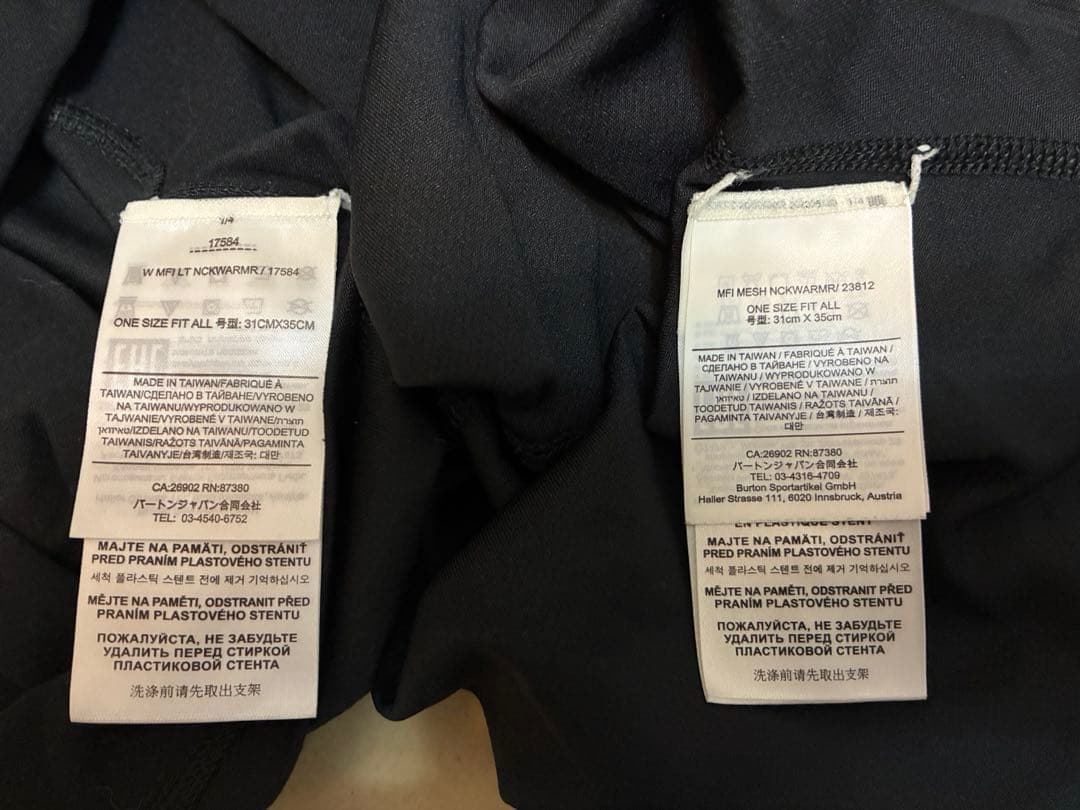 1/4
17584
W MFI LT NCKWARMR / 17584
ONE SIZE FIT ALL 号型: 31CMX35CM
MADE IN TAIWAN/FABRIQUÉ À
TAIWAN/СДЕЛАНО В ТАЙВАНЕ/VYROBENO
NA TAIWANU/WYPRODUKOWANO W
TAJWANIE/VYROBENÉ V TAIWANE/תוצרת
טאיוואן/IZDELANO NA TAIWANU/TOODETUD
TAIWANIS/RAŽOTS TAIVĀNĀ/PAGAMINTA
TAIVANYJE/台湾制造/제조국: 대만
CA:26902 RN:87380
バートンジャパン合同会社
TEL: 03-4540-6752
MAJTE NA PAMÄTI, ODSTRÁNIŤ
PRED PRANÍM PLASTOVÉHO STENTU
세척 플라스틱 스텐트 전에 제거 기억하십시오
MĚJTE NA PAMĚTI, ODSTRANIT PŘED
PRANÍM PLASTOVÉHO STENTU
ПОЖАЛУЙСТА, НЕ ЗАБУДЬТЕ
УДАЛИТЬ ПЕРЕД СТИРКОЙ
ПЛАСТИКОВОЙ СТЕНТА
洗涤前请先取出支架
MFI MESH NCKWARMR/ 23812
ONE SIZE FIT ALL
号型: 31cm X 35cm
MADE IN TAIWAN / FABRIQUÉ À TAIWAN /
СДЕЛАНО В ТАЙВАНЕ / VYROBENO NA
TAIWANU / WYPRODUKOWANO W
TAJWANIE / VYROBENÉ V TAIWANE / תוצרת
טאיוואן / IZDELANO NA TAIWANU /
TOODETUD TAIWANIS / RAŽOTS TAIVĀNĀ /
PAGAMINTA TAIVANYJE / 台湾制造 / 제조국:
대만
CA:26902 RN:87380
バートンジャパン合同会社
TEL: 03-4316-4709
Burton Sportartikel GmbH
Haller Strasse 111, 6020 Innsbruck, Austria
EN PLASTIQUE STENT
MAJTE NA PAMÄTI, ODSTRÁNIŤ
PRED PRANÍM PLASTOVÉHO STENTU
세척 플라스틱 스텐트 전에 제거 기억하십시오
MĚJTE NA PAMĚTI, ODSTRANIT PŘED
PRANÍM PLASTOVÉHO STENTU
ПОЖАЛУЙСТА, НЕ ЗАБУДЬТЕ
УДАЛИТЬ ПЕРЕД СТИРКОЙ
ПЛАСТИКОВОЙ СТЕНТА
洗涤前请先取出支架